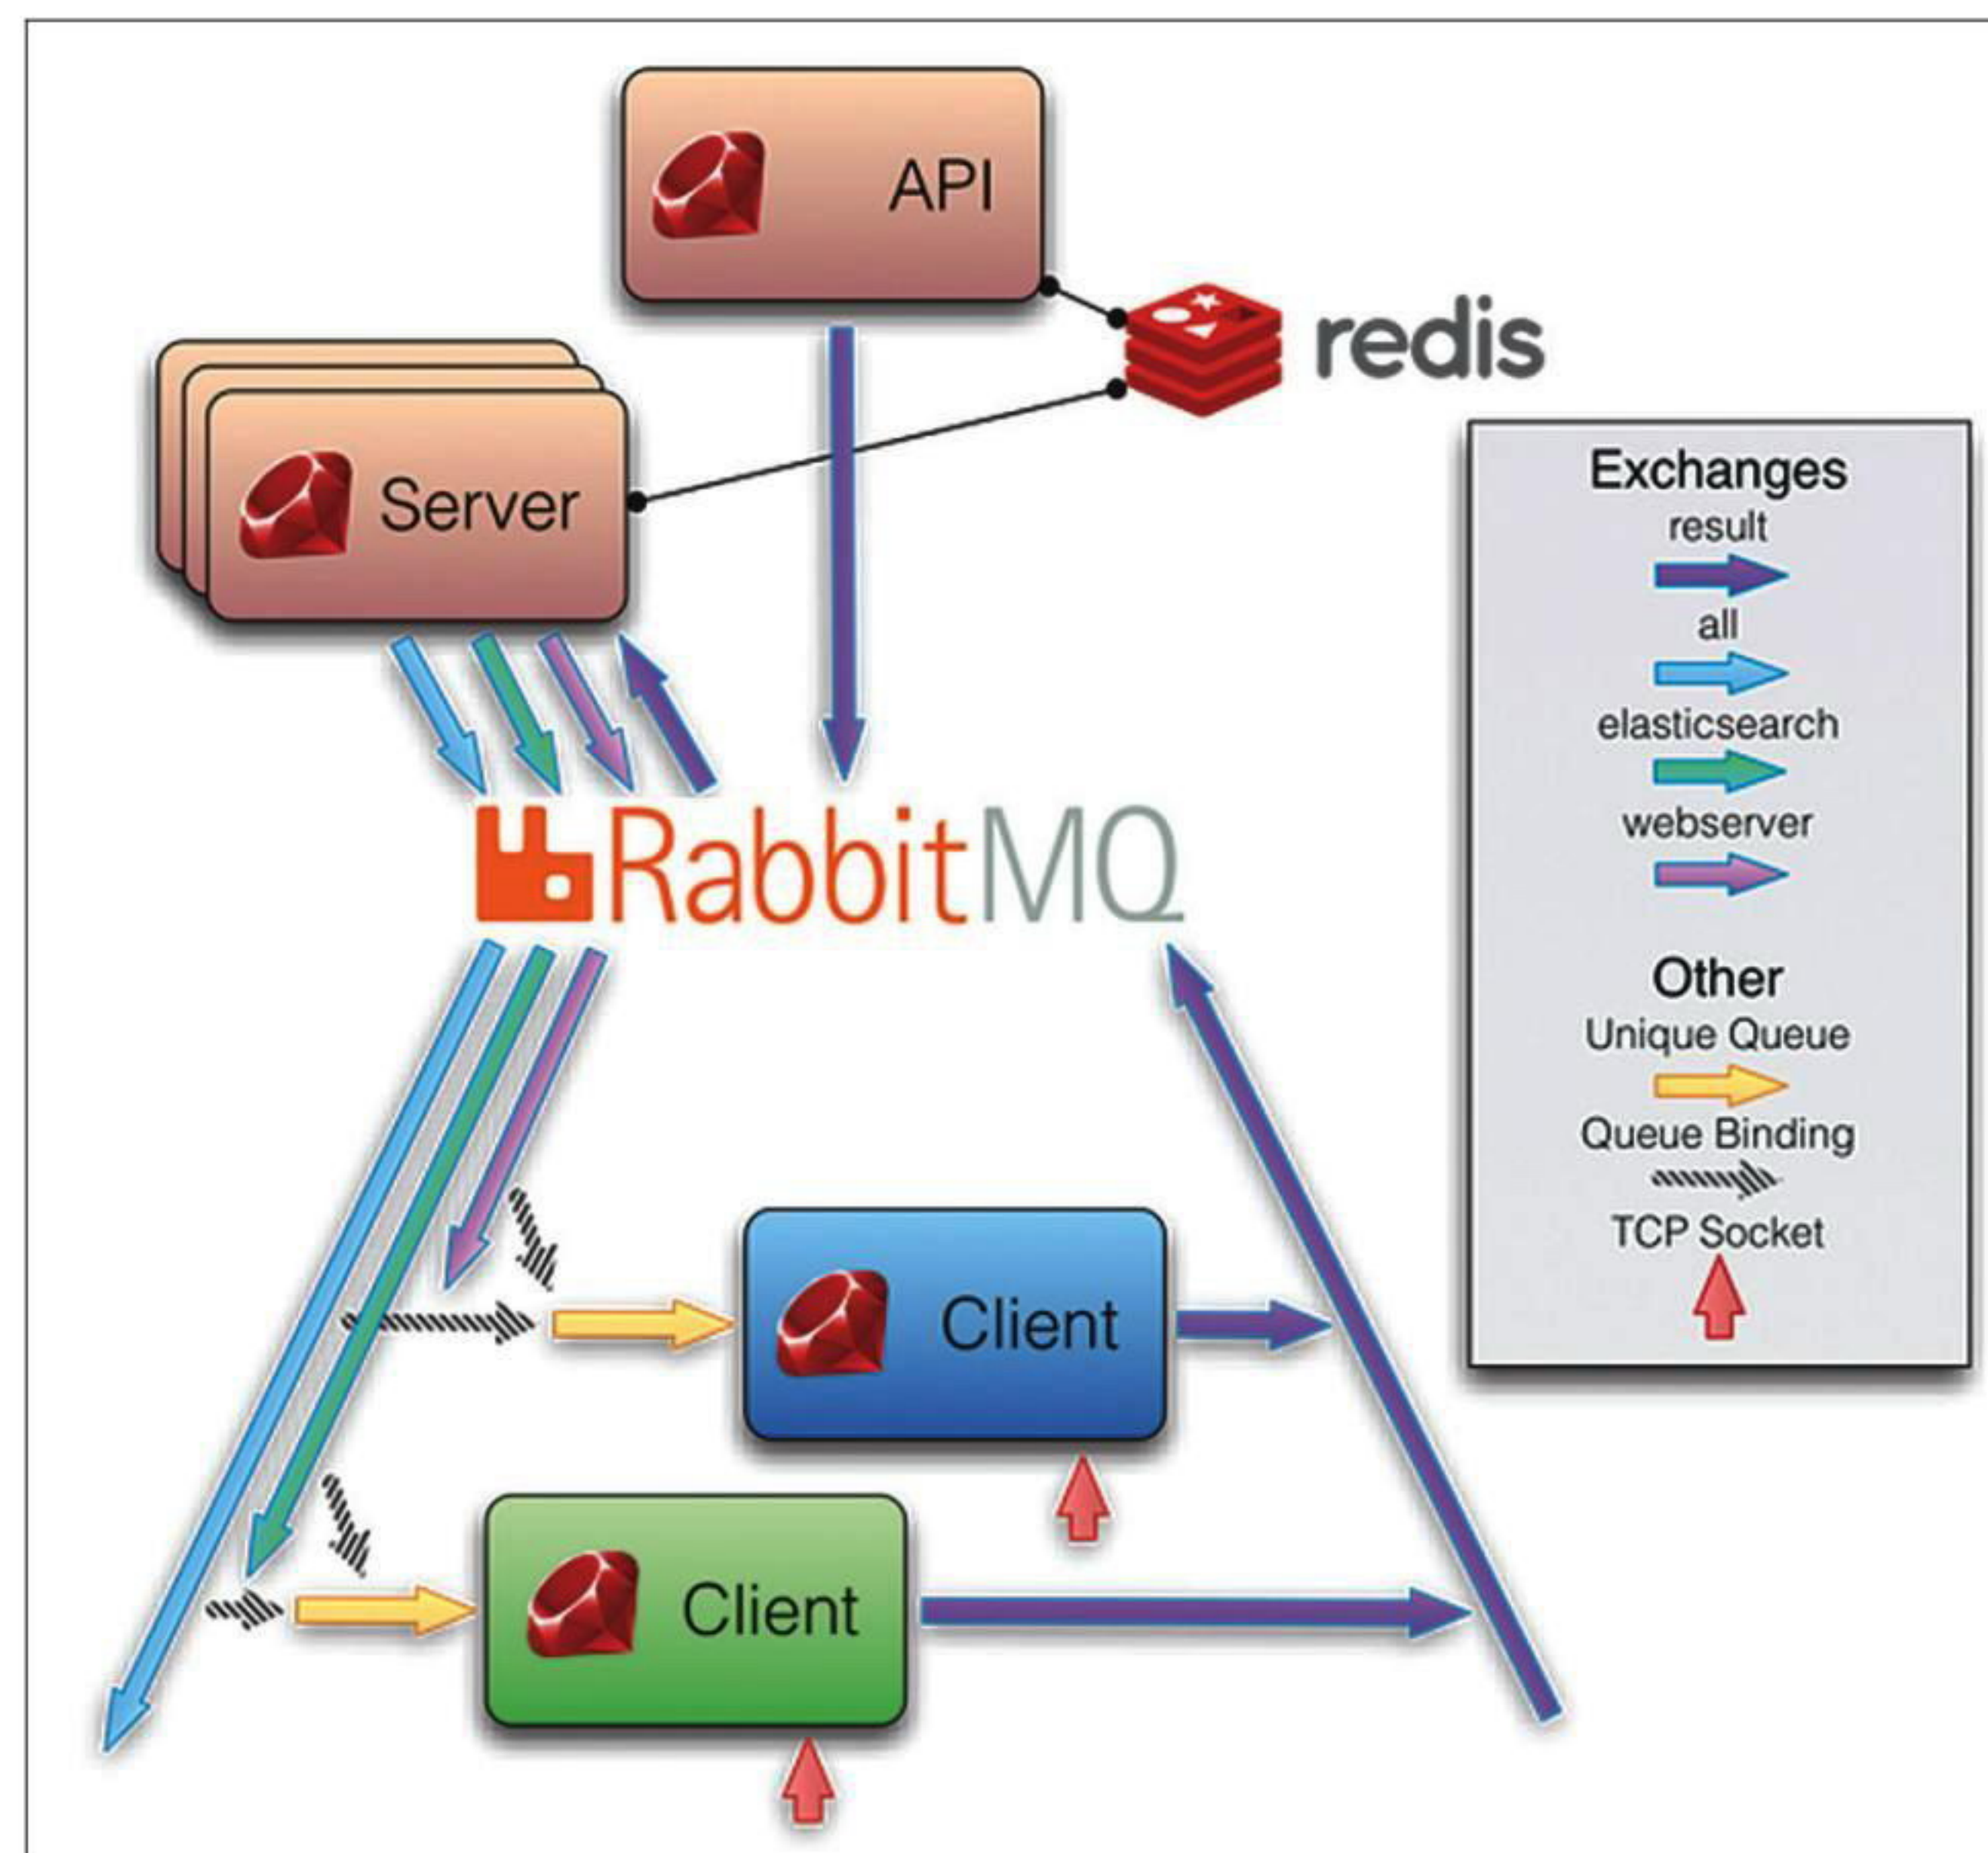 API
redis
Server
RabbitMQ
Client
Client
Exchanges
result
all
elasticsearch
webserver
Other
Unique Queue
Queue Binding
TCP Socket